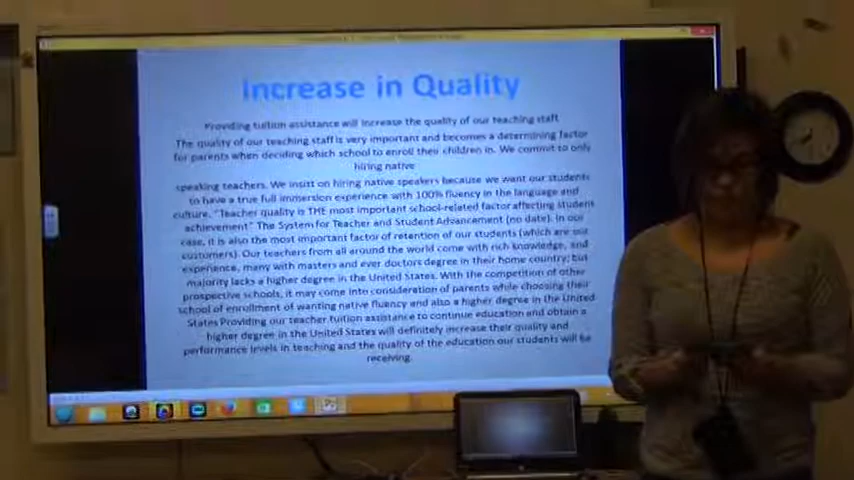 Increase in Quality
Providing tuition assistance will increase the quality of our teaching staff
The quality of our teaching staff is very important and becomes a determining factor
for parents when deciding which school to enroll their children in. We commit to only
hiring native
speaking teachers. We insist on hiring native speakers because we want our students
to have a true full immersion experience with 100% fluency in the language and
culture. "Teacher quality is THE most important school-related factor affecting student
achievement" The System for Teacher and Student Advancement (no date). In our
case, it is also the most important factor of retention of our students (which are our
customers). Our teachers from all around the world come with rich knowledge, and
experience, many with masters and ever doctors degree in their home country; but
majority lacks a higher degree in the United States. With the competition of other
prospective schools, it may come into consideration of parents while choosing their
school of enrollment of wanting native fluency and also a higher degree in the United
States Providing our teacher tuition assistance to continue education and obtain a
higher degree in the United States will definitely increase their quality and
performance levels in teaching and the quality of the education our students will be
receiving.